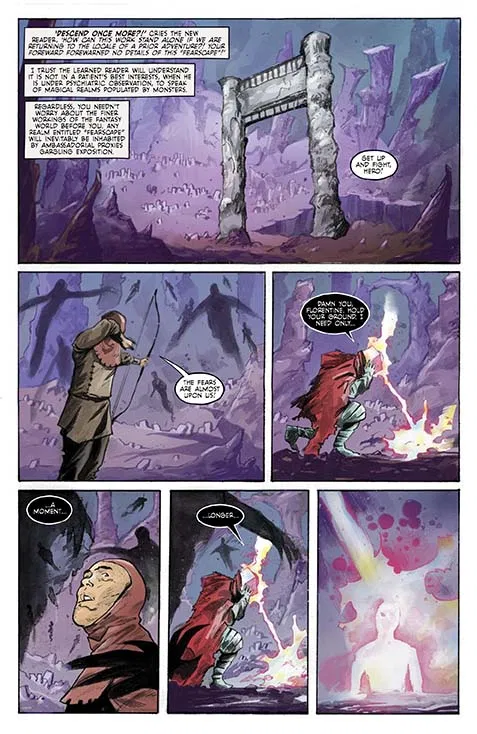 'DESCEND ONCE MORE?!' CRIES THE NEW
READER, 'HOW CAN THIS WORK STAND ALONE IF WE ARE
RETURNING TO THE LOCALE OF A PRIOR ADVENTURE?! YOUR
FOREWARD FOREWARNED NO DETAILS OF THIS "FEARSCAPE"!'
I TRUST THE LEARNED READER WILL UNDERSTAND
IT IS NOT IN A PATIENT'S BEST INTERESTS, WHEN HE
IS UNDER PSYCHIATRIC OBSERVATION, TO SPEAK
OF MAGICAL REALMS POPULATED BY MONSTERS.
REGARDLESS, YOU NEEDN'T
WORRY ABOUT THE FINER
WORKINGS OF THE FANTASY
WORLD BEFORE YOU. ANY
REALM ENTITLED "FEARSCAPE"
WILL INEVITABLY BE INHABITED
BY AMBASSADORIAL PROXIES
GARGLING EXPOSITION.
GET UP
AND FIGHT,
HERO!
THE FEARS
ARE ALMOST
UPON US!
DAMN YOU,
FLORENTINE. HOLD
YOUR GROUND. I
NEED ONLY...
...A
MOMENT...
...LONGER...